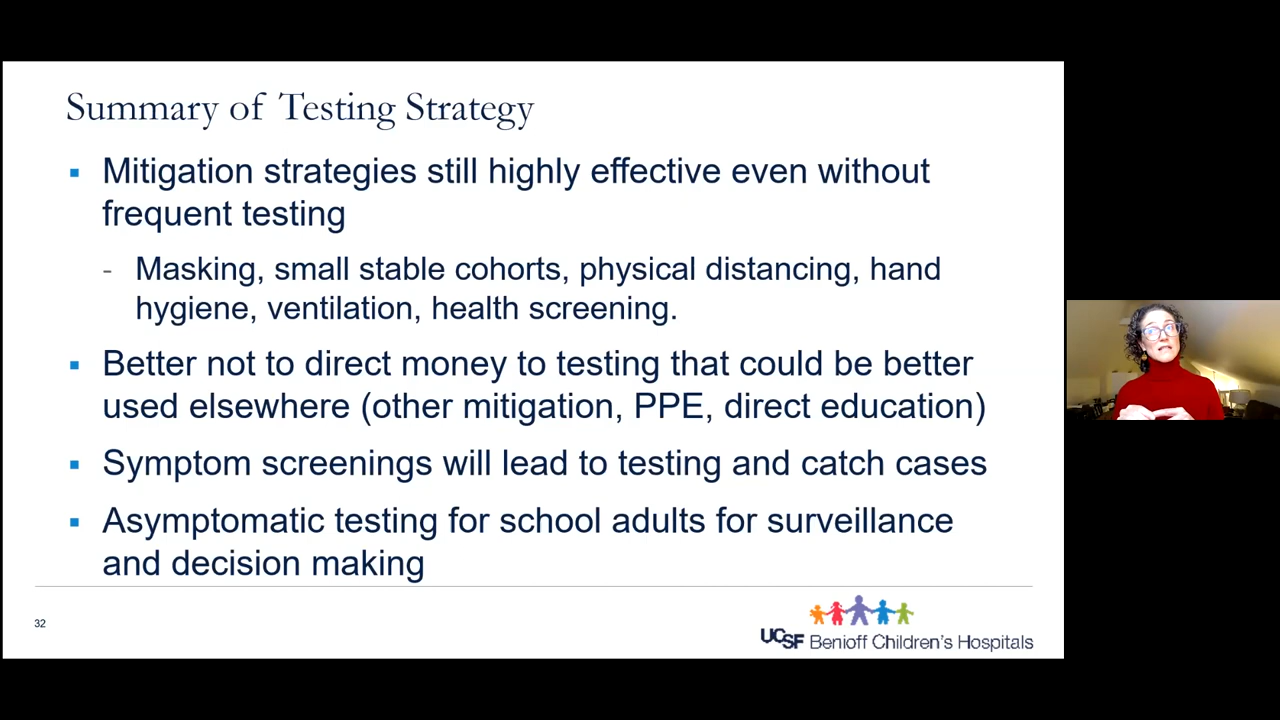 Summary of Testing Strategy
▪ Mitigation strategies still highly effective even without
frequent testing
- Masking, small stable cohorts, physical distancing, hand
hygiene, ventilation, health screening.
▪ Better not to direct money to testing that could be better
used elsewhere (other mitigation, PPE, direct education)
▪ Symptom screenings will lead to testing and catch cases
▪ Asymptomatic testing for school adults for surveillance
and decision making
32
UCSF Benioff Children's Hospitals